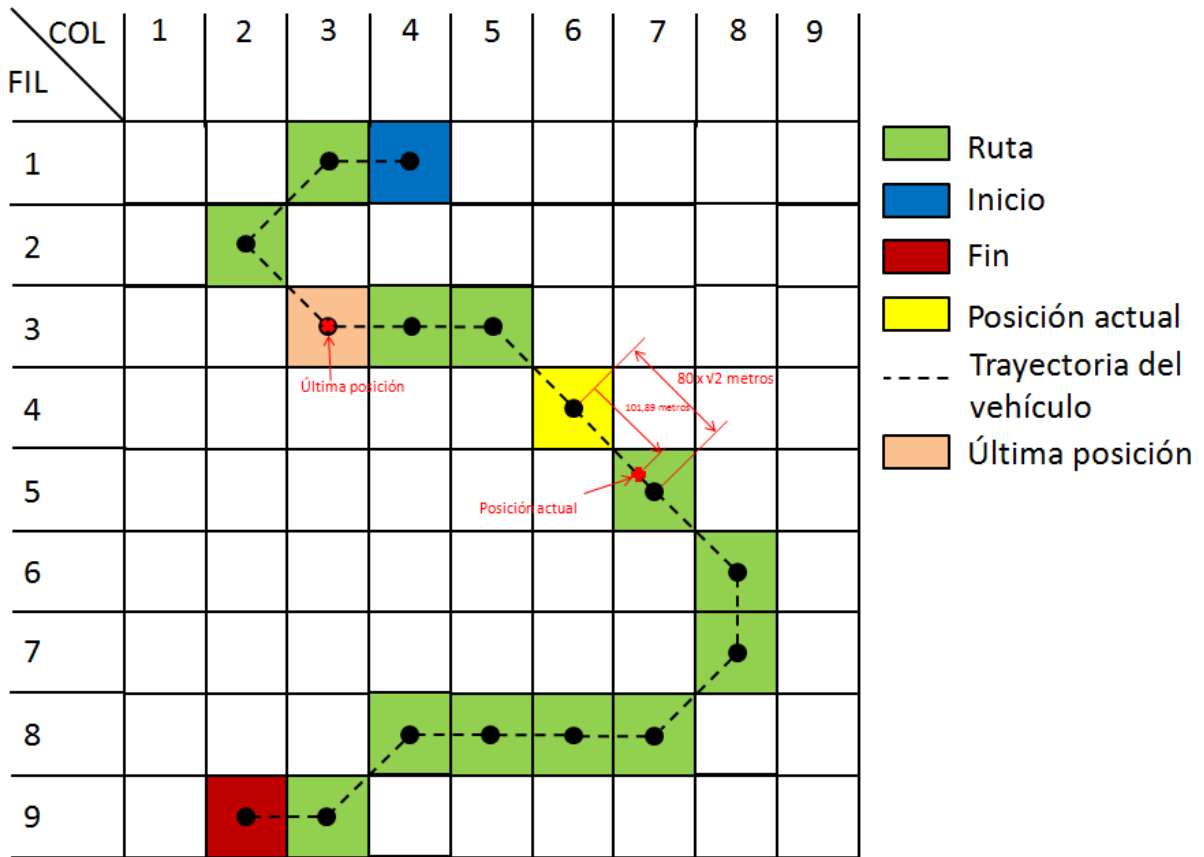 COL 1 2 3 4 5 6 7 8 9
FIL
1
2
3
4
5
6
7
8
9
Última posición
80 x √2 metros
101,89 metros
Posición actual
Ruta
Inicio
Fin
Posición actual
Trayectoria del
vehículo
Última posición